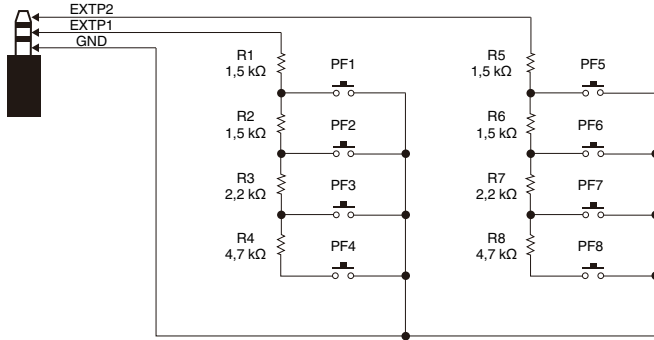 EXTP2
EXTP1
GND
R1
1,5 kΩ
PF1
R5
1,5 kΩ
PF5
R2
1,5 kΩ
PF2
R6
1,5 kΩ
PF6
R3
2,2 kΩ
PF3
R7
2,2 kΩ
PF7
R4
4,7 kΩ
PF4
R8
4,7 kΩ
PF8